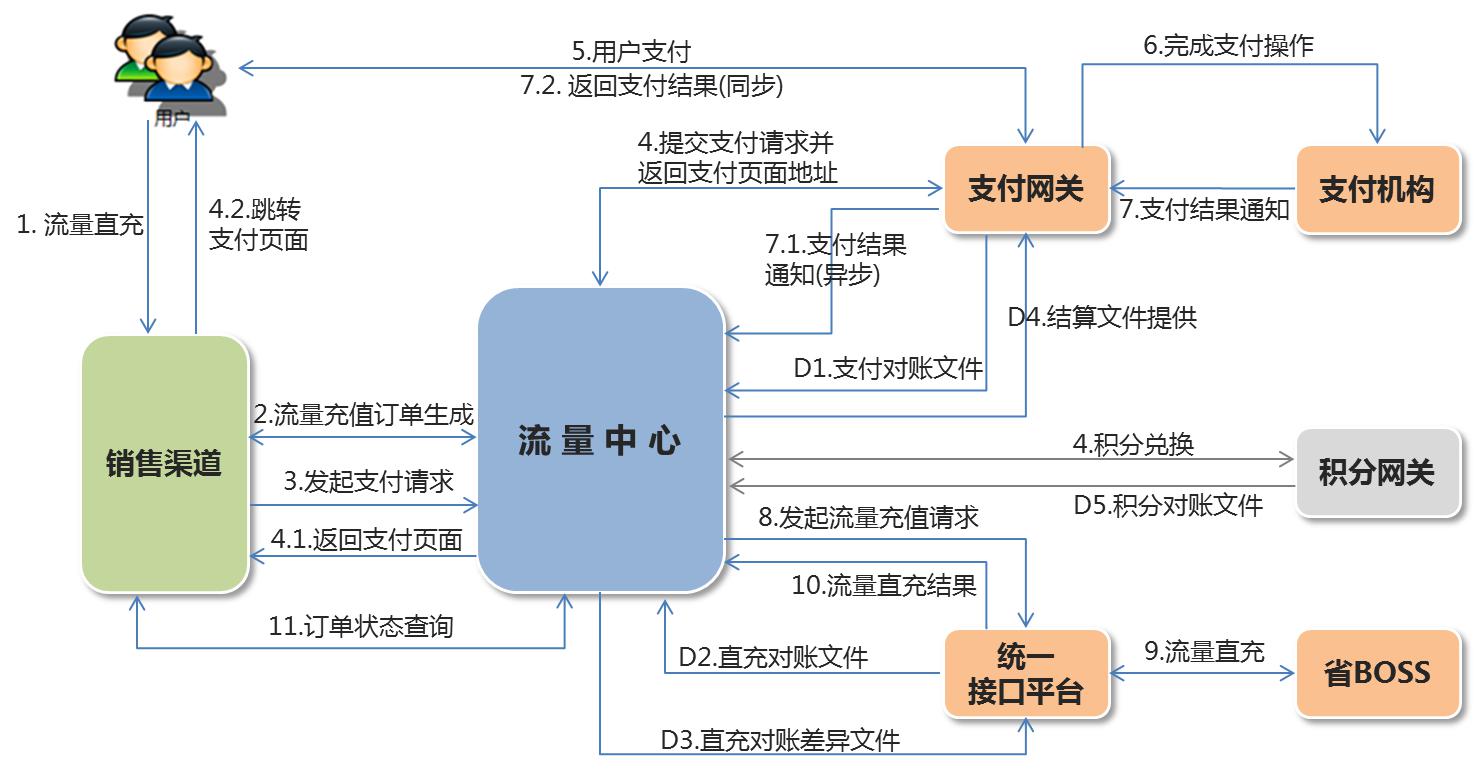 5.用户支付
7.2. 返回支付结果(同步)
6.完成支付操作
用户
4.提交支付请求并
返回支付页面地址
支付网关
支付机构
7.支付结果通知
1. 流量直充
4.2.跳转
支付页面
7.1.支付结果
通知(异步)
D4.结算文件提供
D1.支付对账文件
2.流量充值订单生成
流量中心
销售渠道
3.发起支付请求
4.积分兑换
积分网关
D5.积分对账文件
8.发起流量充值请求
4.1.返回支付页面
10.流量直充结果
11.订单状态查询
D2.直充对账文件
统一
接口平台
9.流量直充
省BOSS
D3.直充对账差异文件